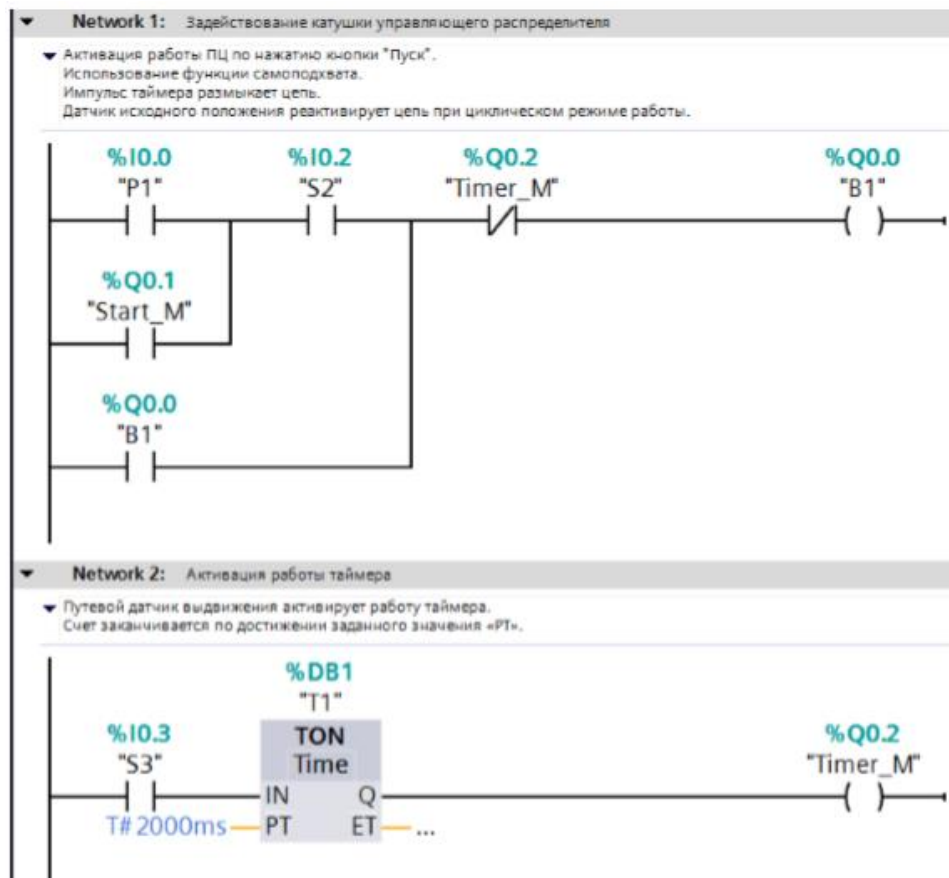 Network 1: Задействование катушки управляющего распределителя
Активация работы ПЦ по нажатию кнопки "Пуск".
Использование функции самоподхвата.
Импульс таймера размыкает цепь.
Датчик исходного положения реактивирует цепь при циклическом режиме работы.
%I0.0 %I0.2 %Q0.2 %Q0.0
"P1" "S2" "Timer_M" "B1"
%Q0.1
"Start_M"
%Q0.0
"B1"
Network 2: Активация работы таймера
Путевой датчик выдвижения активирует работу таймера.
Счет заканчивается по достижении заданного значения «PT».
%DB1
"T1"
%I0.3 TON %Q0.2
"S3" Time "Timer_M"
IN Q
T#2000ms PT ET ...